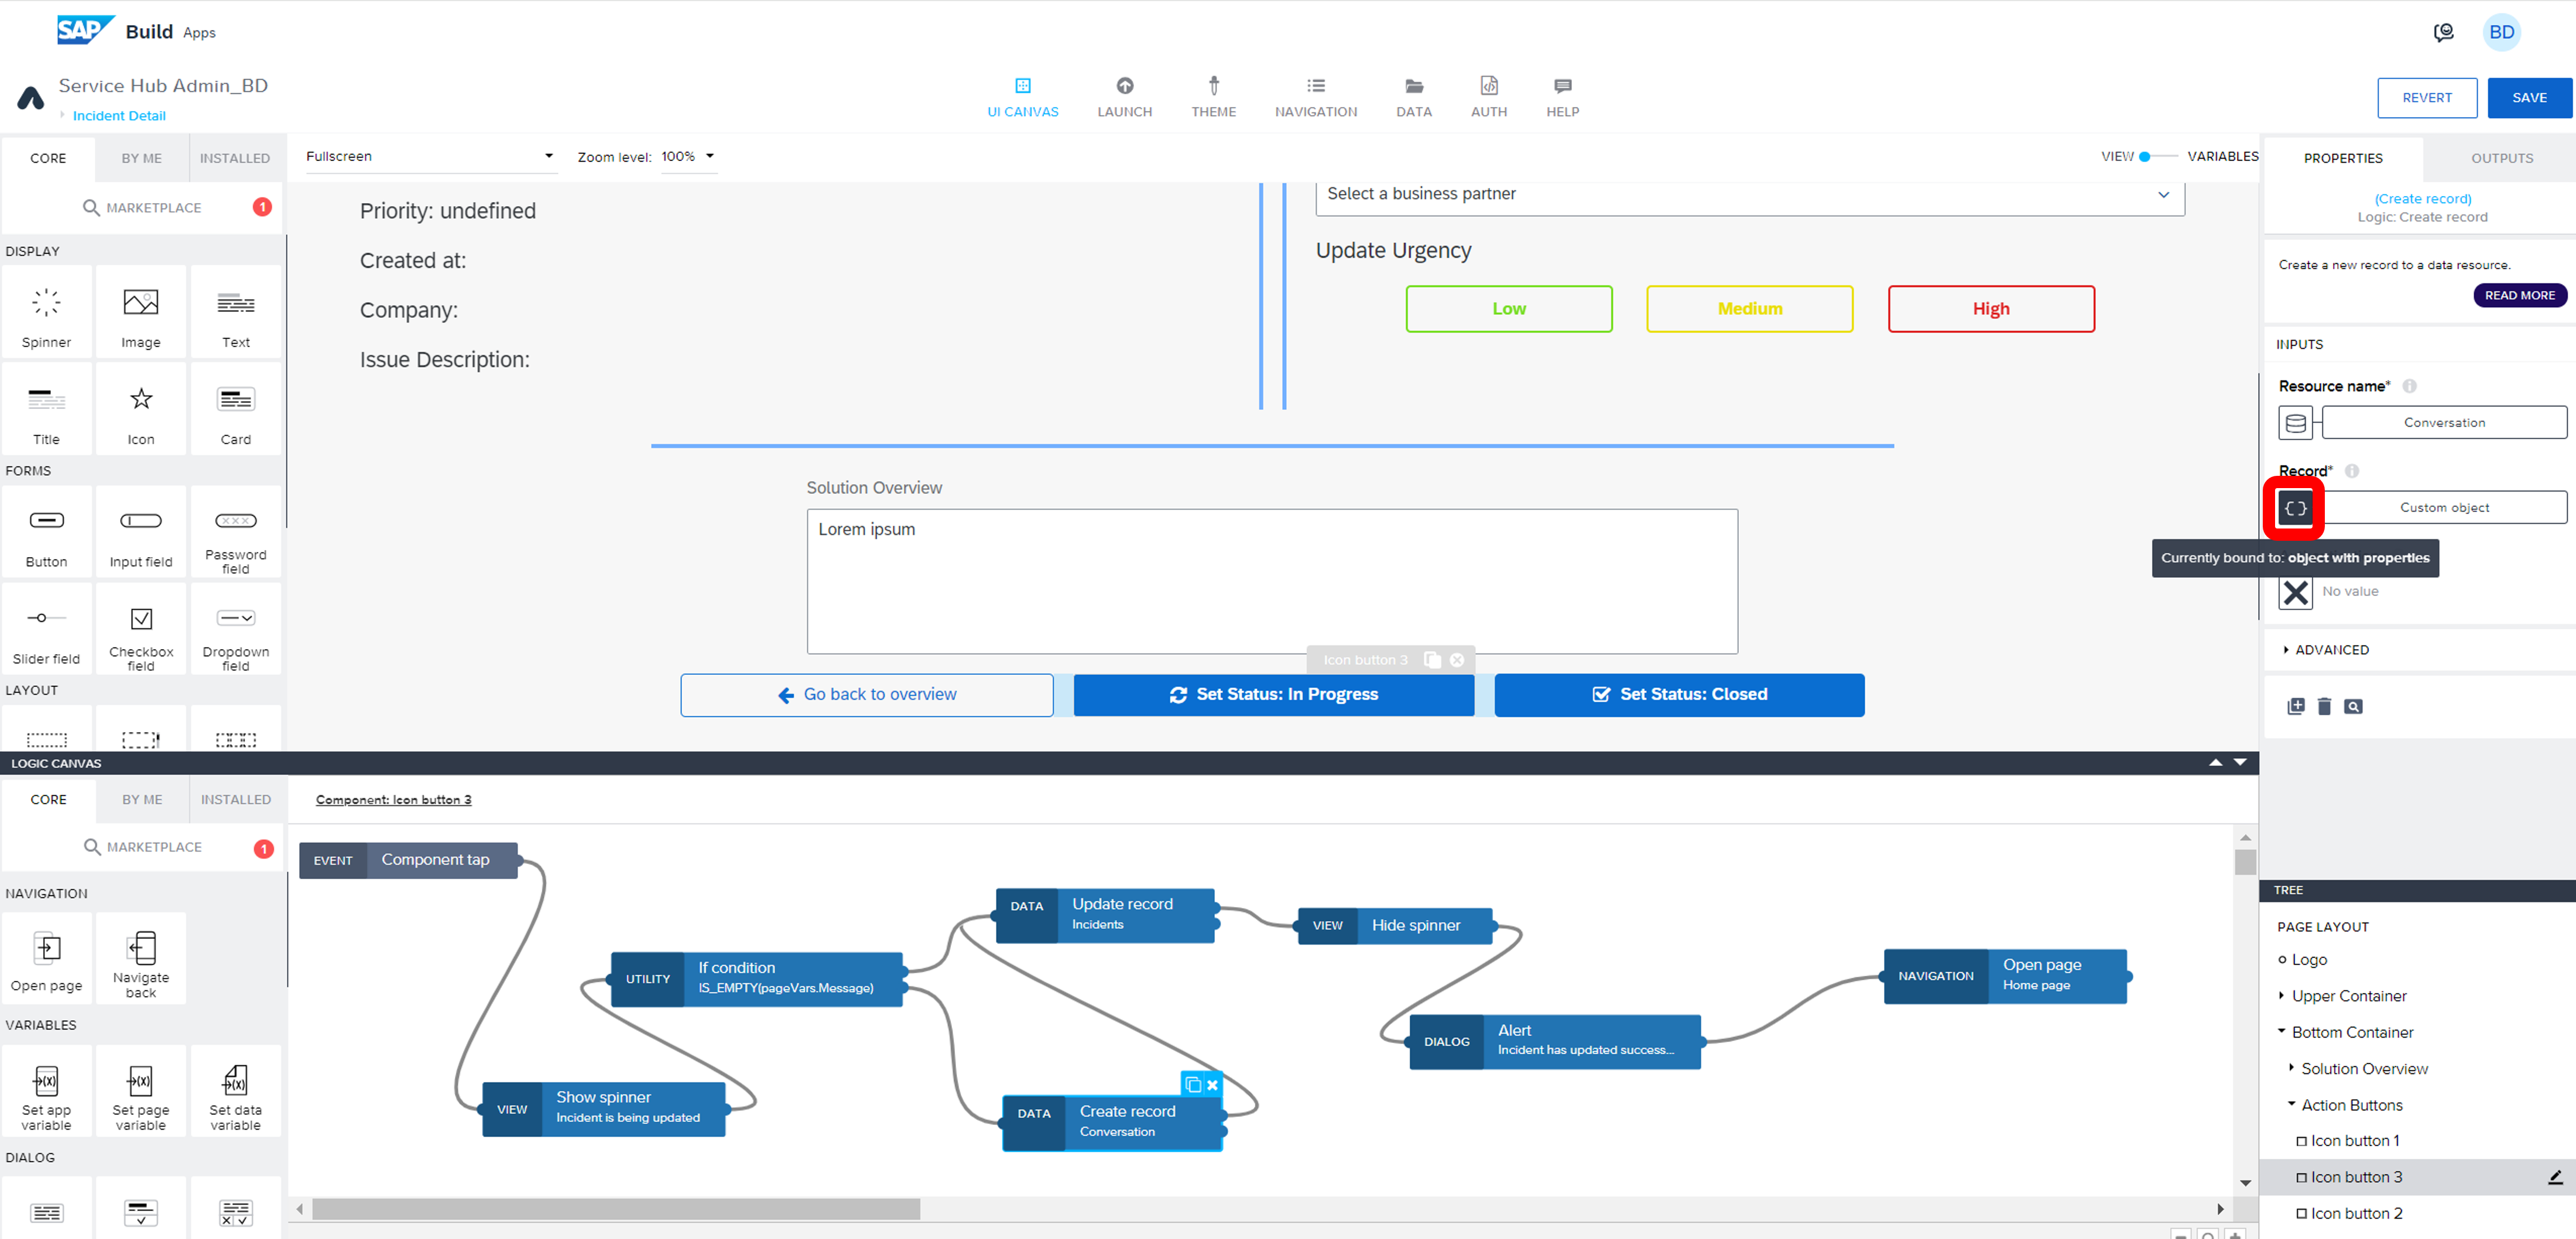 SAP Build Apps
BD
Service Hub Admin_BD
Incident Detail
UI CANVAS
LAUNCH
THEME
NAVIGATION
DATA
AUTH
HELP
REVERT
SAVE
CORE
BY ME
INSTALLED
Fullscreen
Zoom level: 100%
VIEW
VARIABLES
PROPERTIES
OUTPUTS
MARKETPLACE
1
DISPLAY
Spinner
Image
Text
Title
Icon
Card
FORMS
Button
Input field
Password
field
Slider field
Checkbox
field
Dropdown
field
LAYOUT
Priority: undefined
Created at:
Company:
Issue Description:
Select a business partner
Update Urgency
Low
Medium
High
Solution Overview
Lorem ipsum
Icon button 3
Go back to overview
Set Status: In Progress
Set Status: Closed
(Create record)
Logic: Create record
Create a new record to a data resource.
READ MORE
INPUTS
Resource name*
Conversation
Record*
Custom object
Currently bound to: object with properties
No value
ADVANCED
LOGIC CANVAS
CORE
BY ME
INSTALLED
Component: Icon button 3
MARKETPLACE
1
NAVIGATION
Open page
Navigate
back
VARIABLES
Set app
variable
Set page
variable
Set data
variable
DIALOG
EVENT
Component tap
VIEW
Show spinner
Incident is being updated
UTILITY
If condition
IS_EMPTY(pageVars.Message)
DATA
Update record
Incidents
DATA
Create record
Conversation
VIEW
Hide spinner
DIALOG
Alert
Incident has updated success...
NAVIGATION
Open page
Home page
TREE
PAGE LAYOUT
Logo
Upper Container
Bottom Container
Solution Overview
Action Buttons
Icon button 1
Icon button 3
Icon button 2